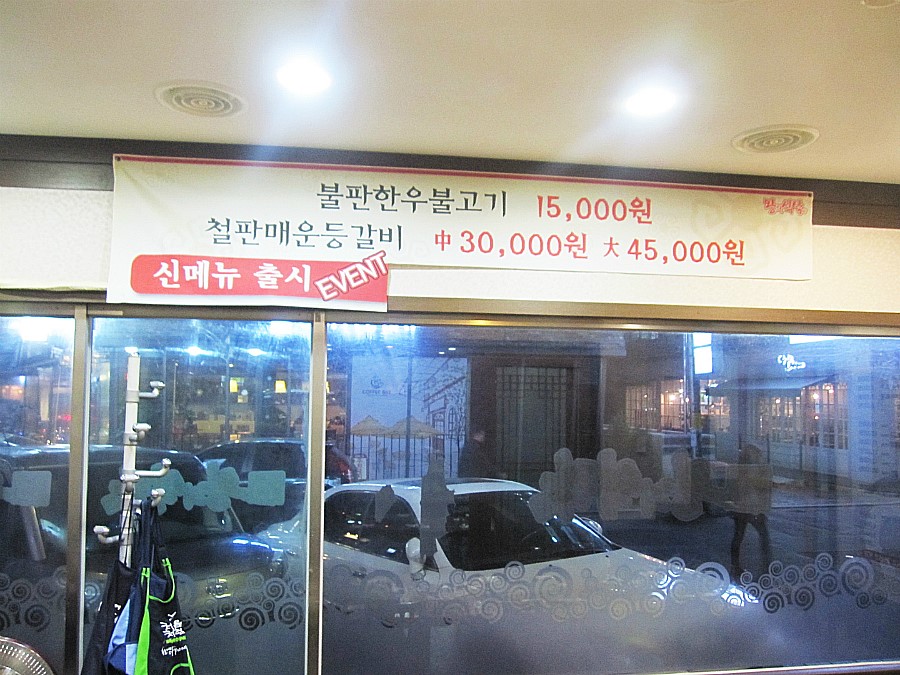 불판한우불고기 15,000원
철판매운등갈비 中 30,000원 大 45,000원
신메뉴 출시 EVENT